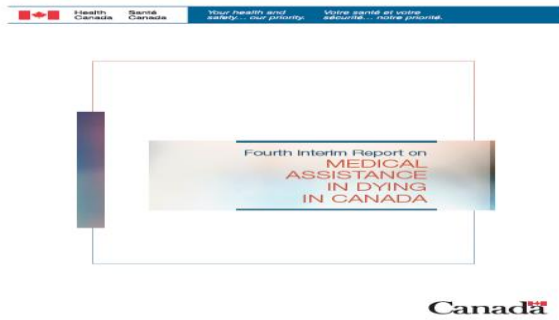 Health Canada
Santé Canada
Your health and safety... our priority.
Votre santé et votre sécurité... notre priorité.
Fourth Interim Report on
MEDICAL
ASSISTANCE
IN DYING
IN CANADA
Canada